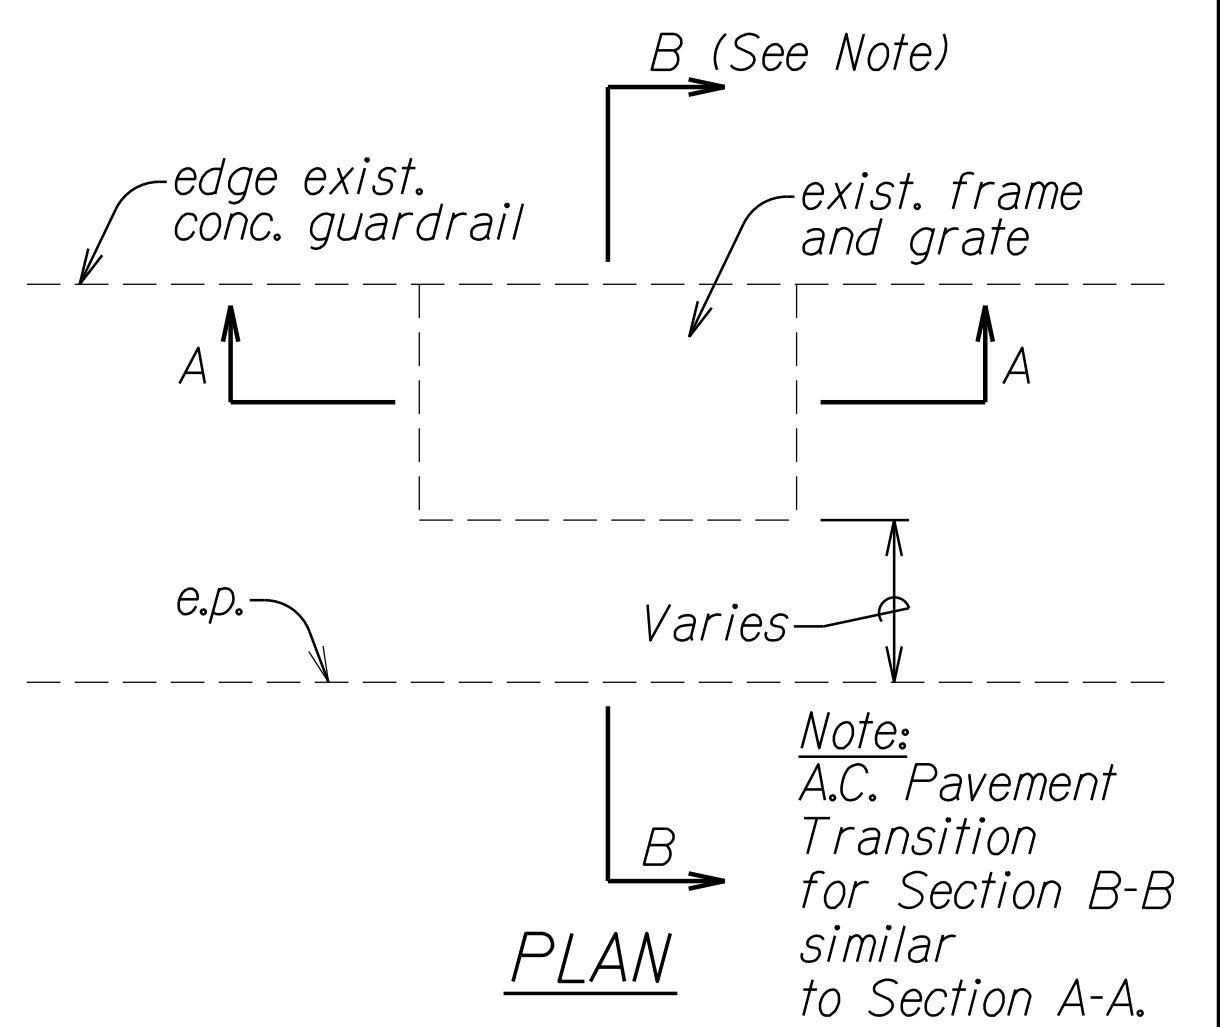 B (See Note)
edge exist.
conc. guardrail
exist. frame
and grate
A
A
e.p.
Varies
Note:
A.C. Pavement
Transition
for Section B-B
similar
to Section A-A.
B
PLAN